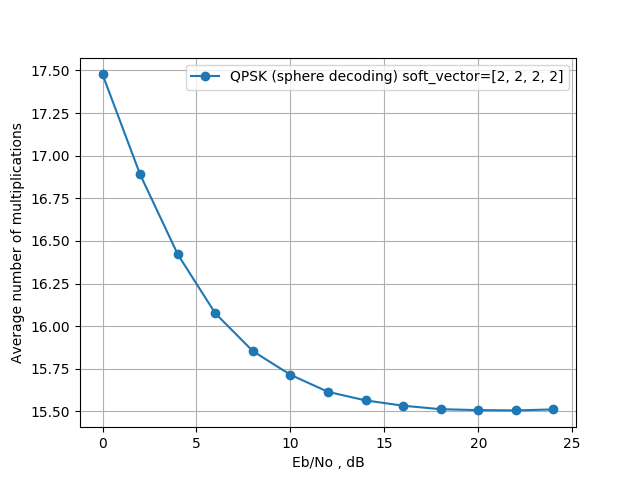 QPSK (sphere decoding) soft_vector=[2, 2, 2, 2]
17.50
17.25
17.00
16.75
16.50
16.25
16.00
15.75
15.50
Average number of multiplications
0 5 10 15 20 25
Eb/No , dB